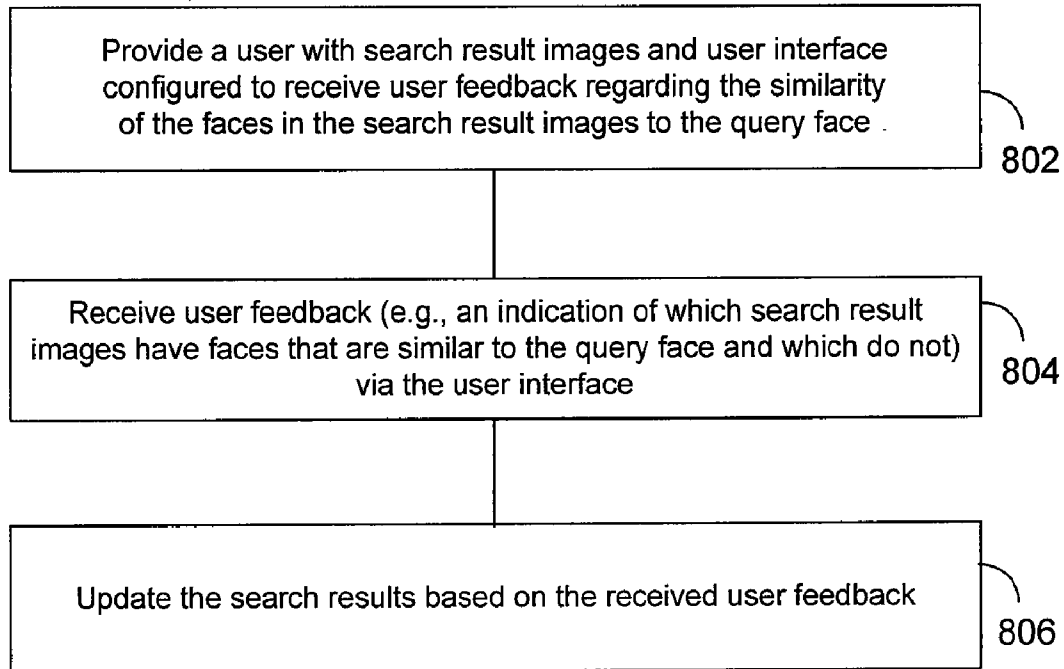 Provide a user with search result images and user interface
configured to receive user feedback regarding the similarity
of the faces in the search result images to the query face .
802
Receive user feedback (e.g., an indication of which search result
images have faces that are similar to the query face and which do not)
via the user interface
804
Update the search results based on the received user feedback
806